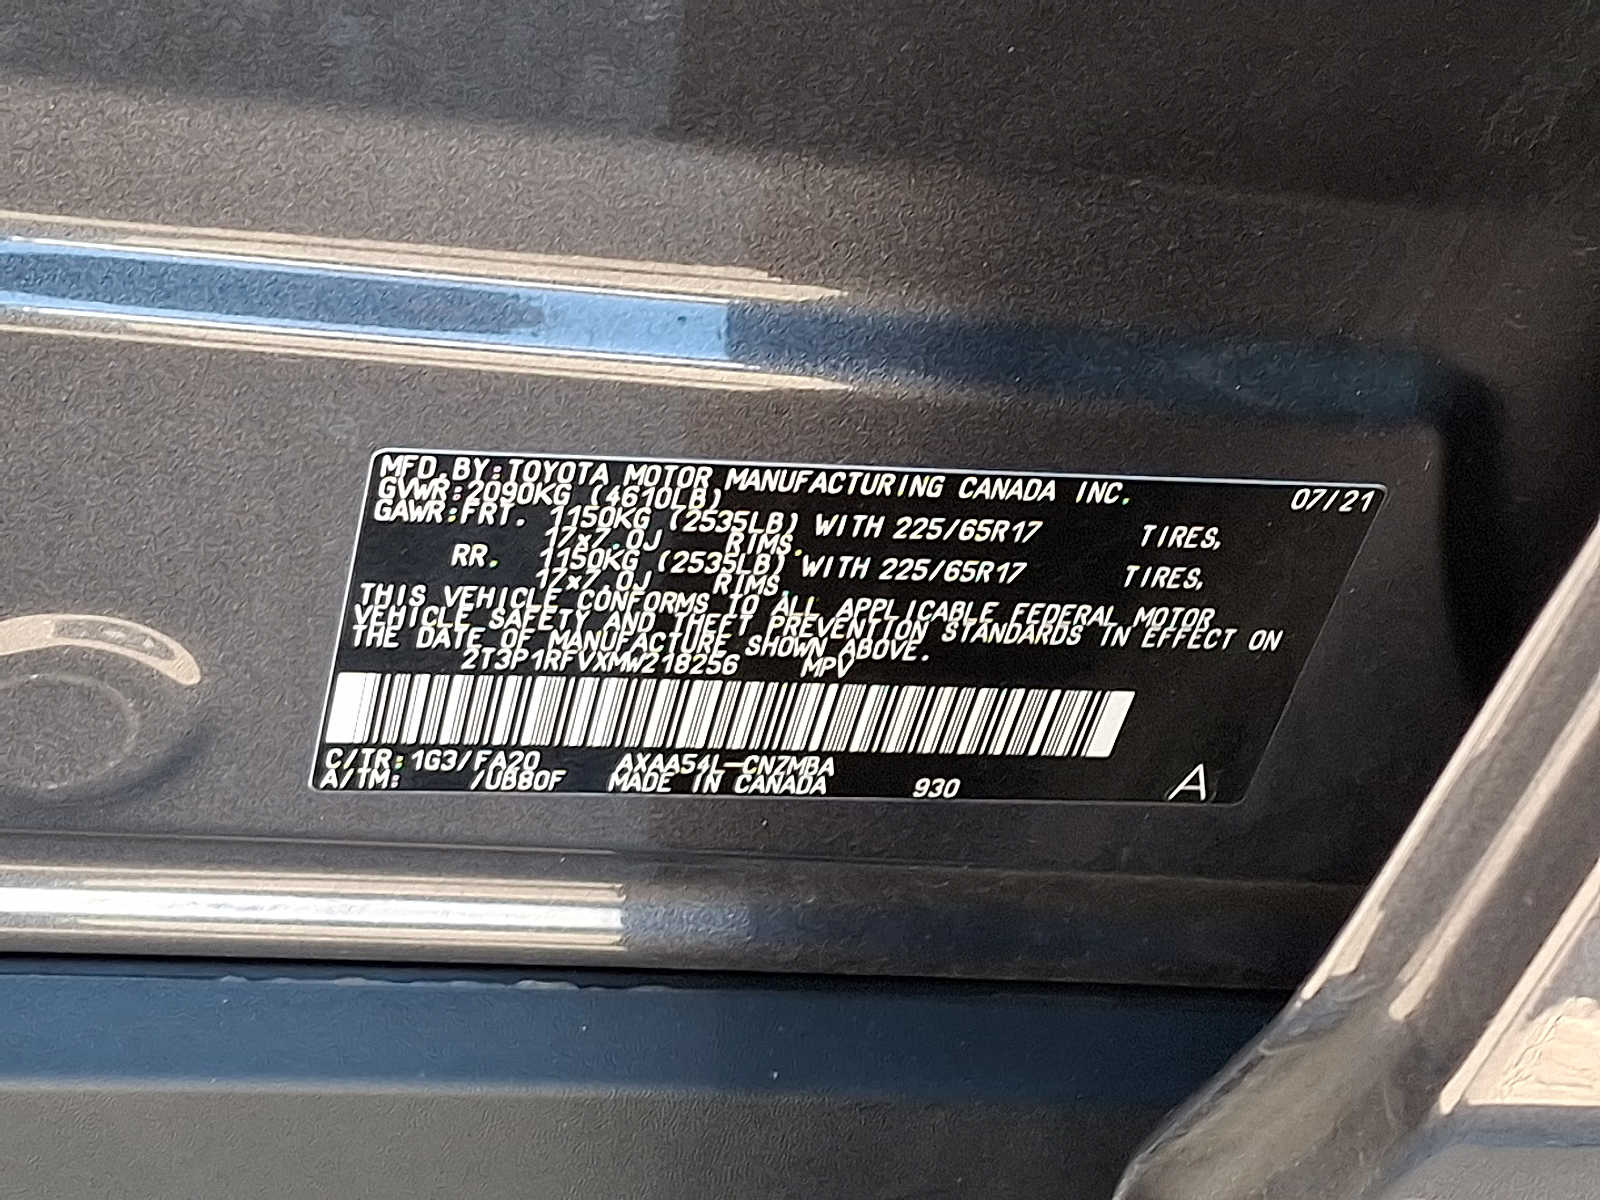 MFD.BY:TOYOTA MOTOR MANUFACTURING CANADA INC. 07/21
GVWR:2090KG (4610LB)
GAWR:FRT. 1150KG (2535LB) WITH 225/65R17 TIRES,
17x7.0J RIMS.
RR. 1150KG (2535LB) WITH 225/65R17 TIRES,
17x7.0J RIMS.
THIS VEHICLE CONFORMS TO ALL APPLICABLE FEDERAL MOTOR
VEHICLE SAFETY AND THEFT PREVENTION STANDARDS IN EFFECT ON
THE DATE OF MANUFACTURE SHOWN ABOVE.
2T3P1RFVXMW218256 MPV
C/TR:1G3/FA20 AXAA54L-CNZMBA
A/TM: /UB80F MADE IN CANADA 930 A